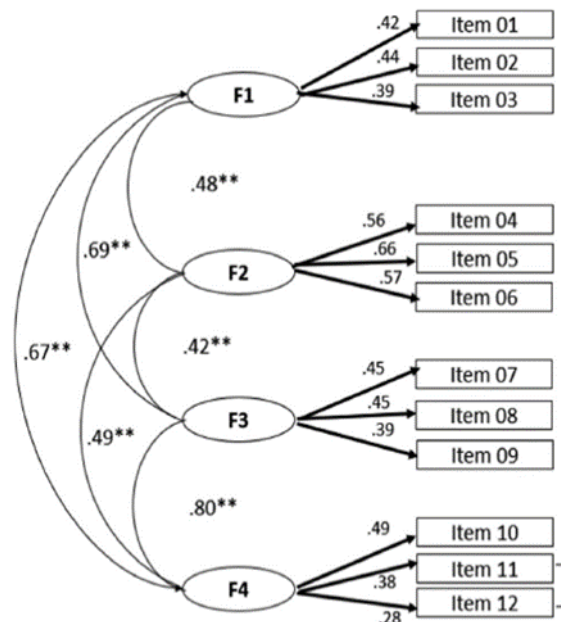 .42
Item 01
.44
Item 02
F1
.39
Item 03
.48**
.56
Item 04
.69**
.66
Item 05
F2
.57
Item 06
.67**
.42**
.45
Item 07
.45
Item 08
F3
.49**
.39
Item 09
.80**
.49
Item 10
Item 11
F4
.38
Item 12
.28